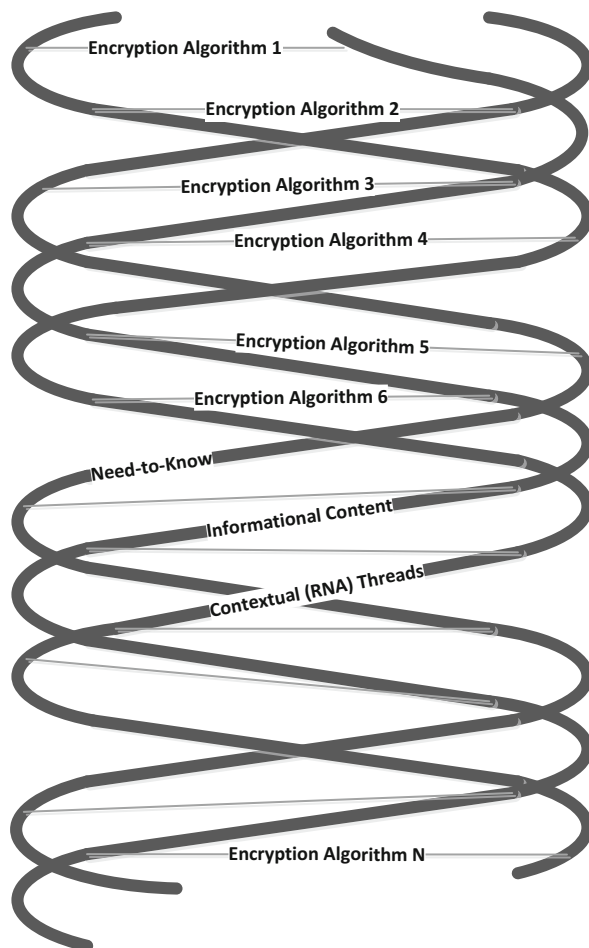 Encryption Algorithm 1
Encryption Algorithm 2
Encryption Algorithm 3
Encryption Algorithm 4
Encryption Algorithm 5
Encryption Algorithm 6
Need-to-Know
Informational Content
Contextual (RNA) Threads
Encryption Algorithm N